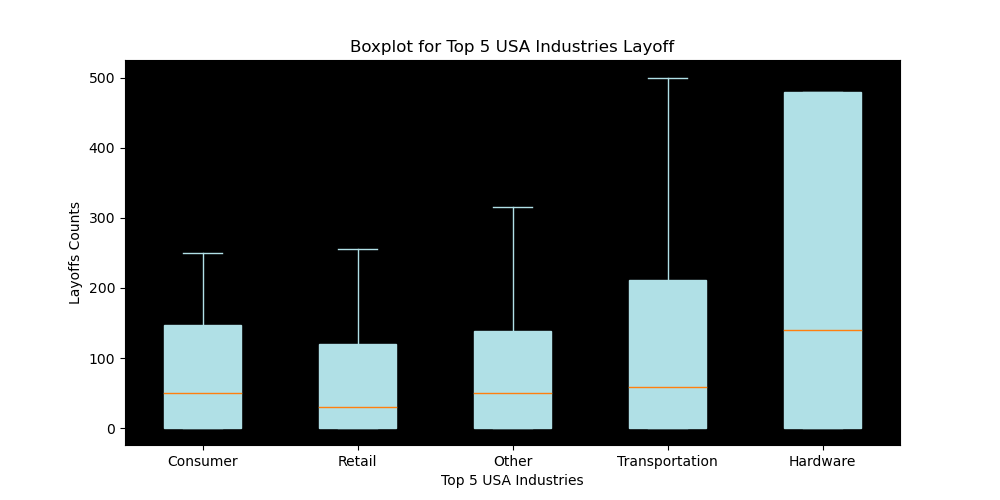 Boxplot for Top 5 USA Industries Layoff
500
400
300
200
100
0
Layoffs Counts
Consumer Retail Other Transportation Hardware
Top 5 USA Industries